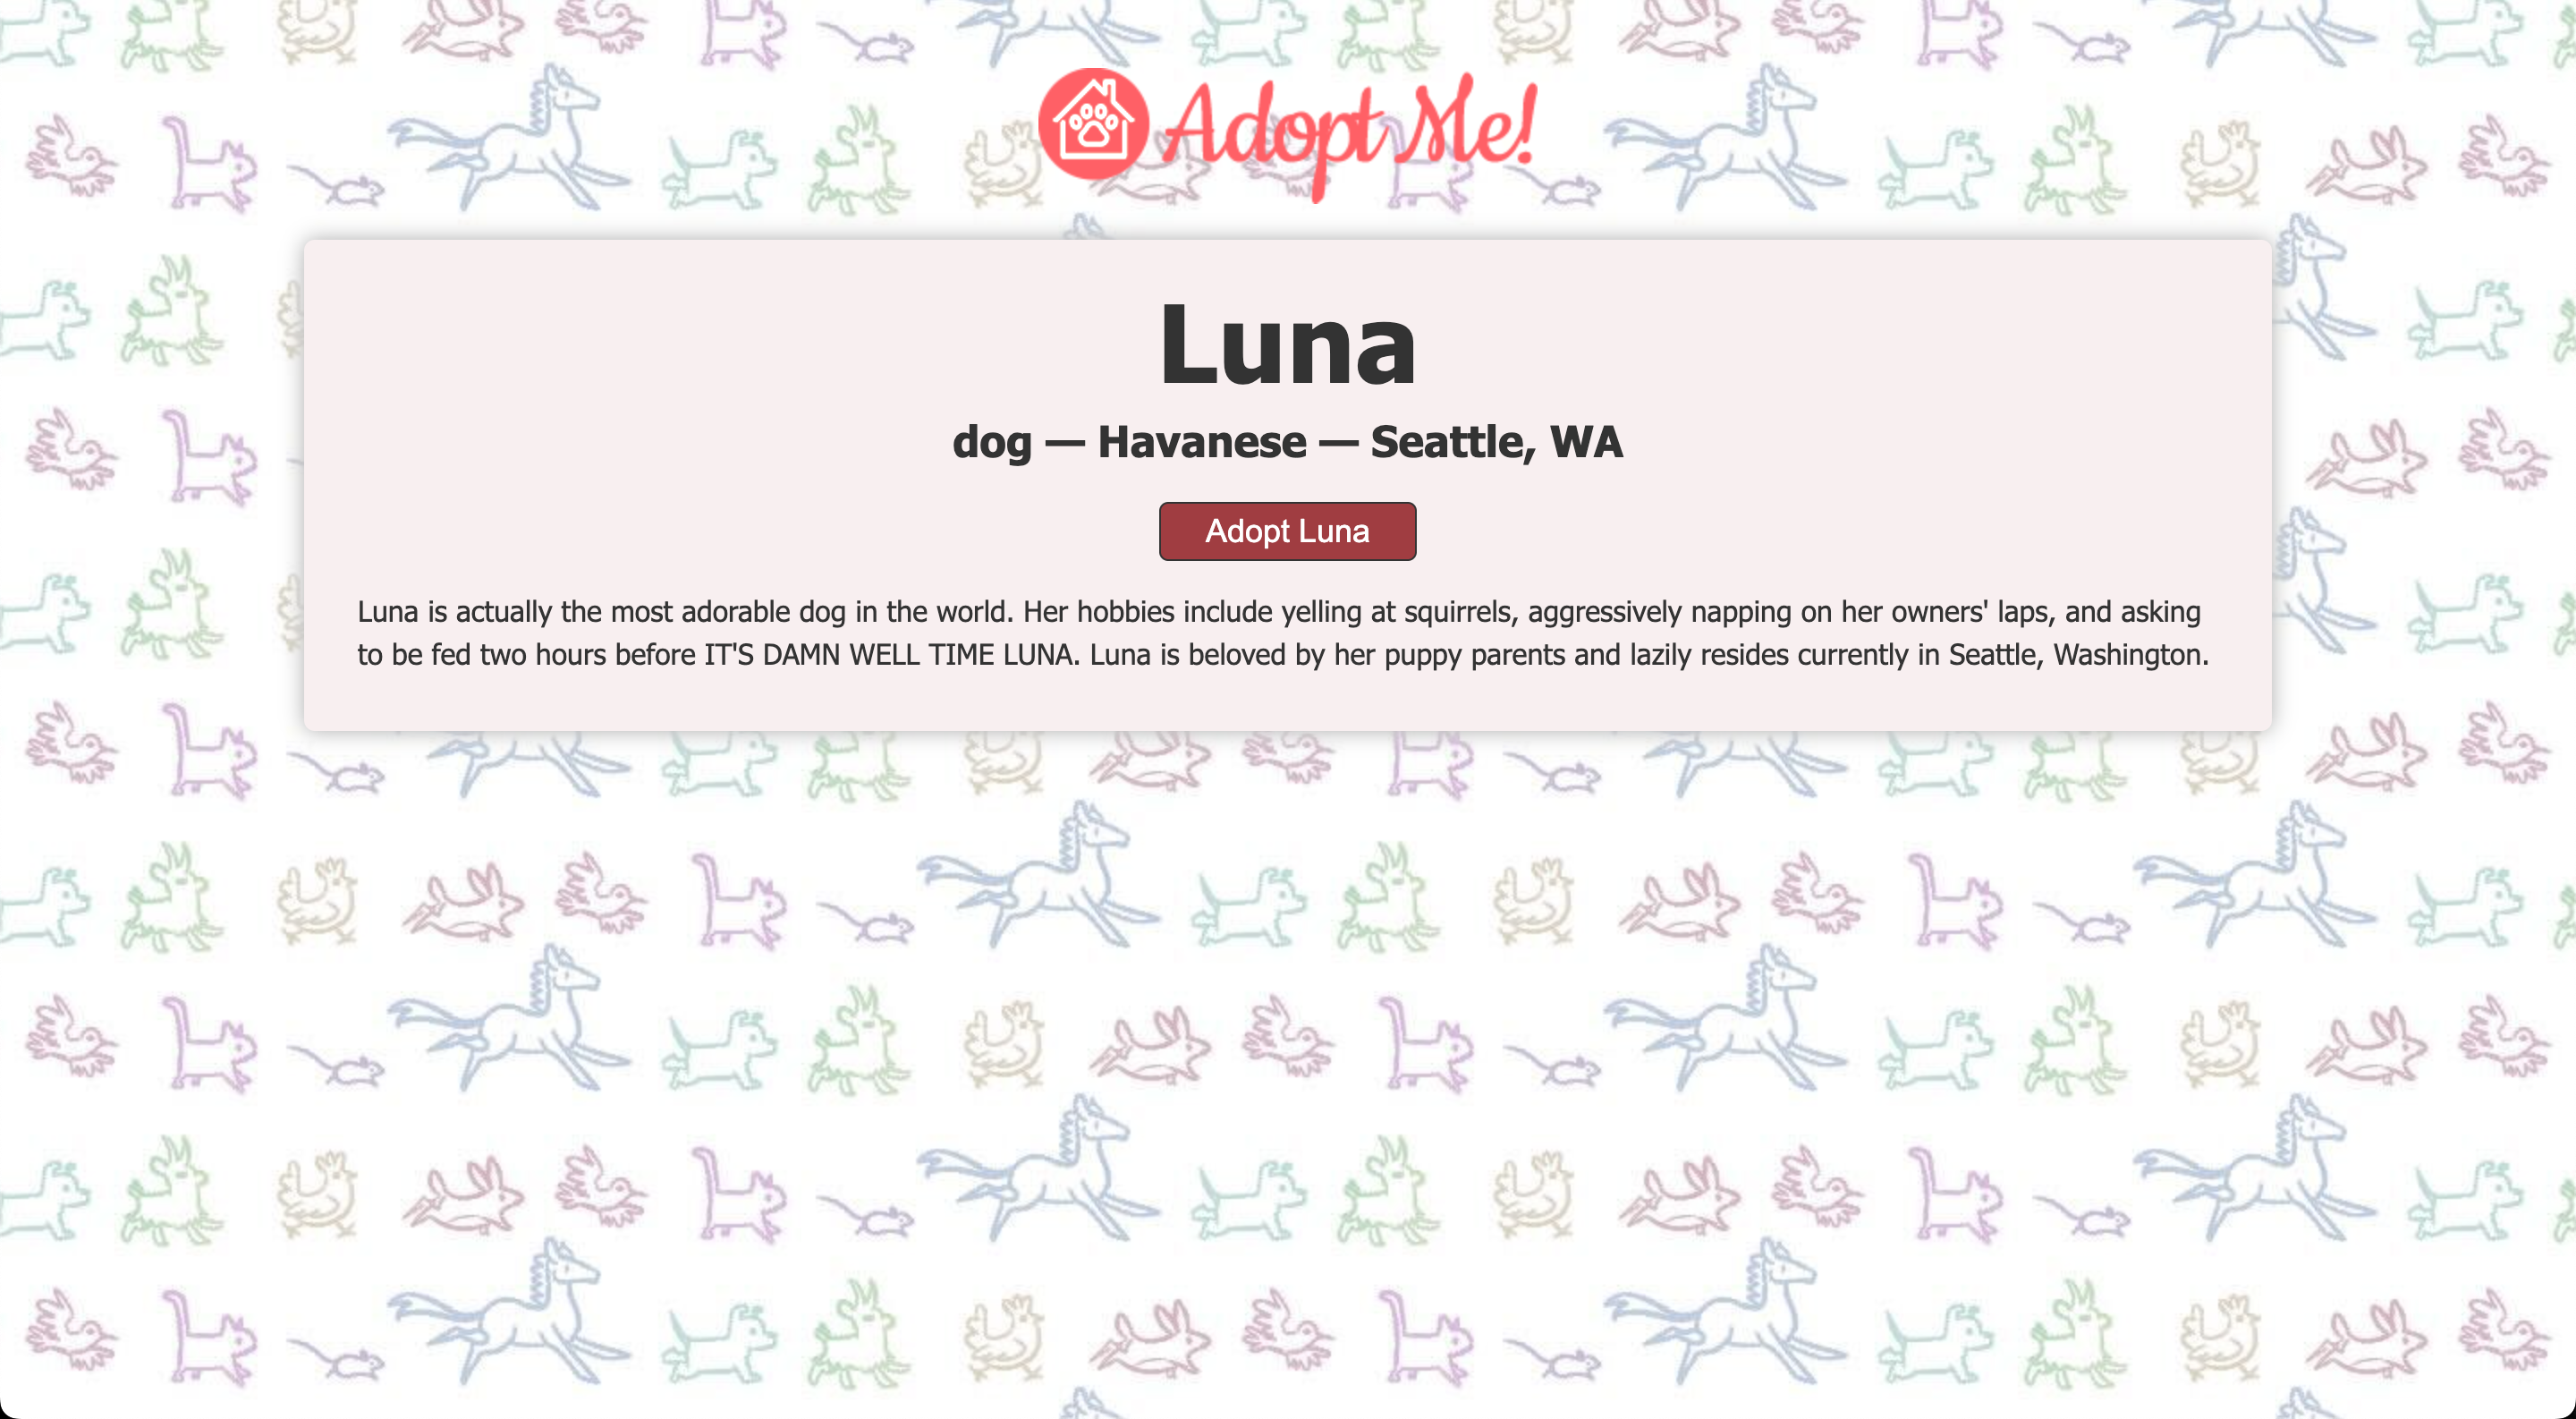 Adopt Me!
Luna
dog — Havanese — Seattle, WA
Adopt Luna
Luna is actually the most adorable dog in the world. Her hobbies include yelling at squirrels, aggressively napping on her owners' laps, and asking
to be fed two hours before IT'S DAMN WELL TIME LUNA. Luna is beloved by her puppy parents and lazily resides currently in Seattle, Washington.